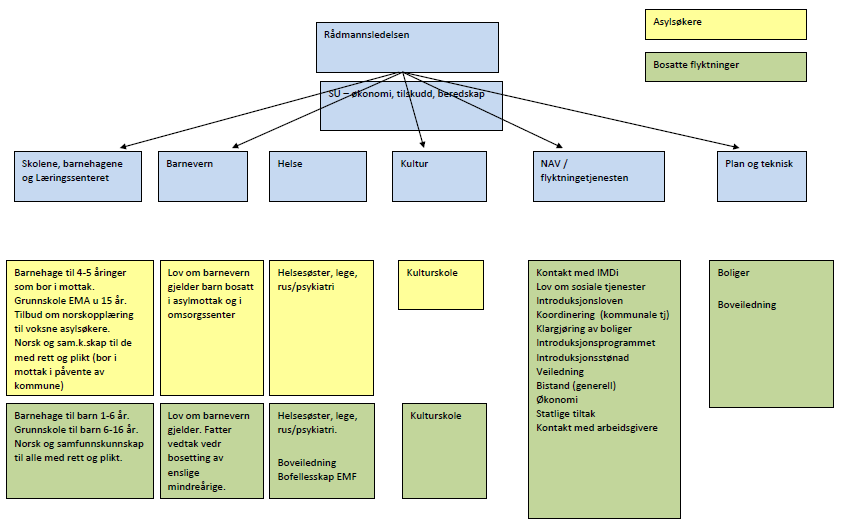 Rådmannsledelsen
Asylsøkere
Bosatte flyktninger
SU – økonomi, tilskudd, beredskap
Skolene, barnehagene
og Læringssenteret
Barnevern
Helse
Kultur
NAV /
flyktningetjenesten
Plan og teknisk
Barnehage til 4-5 åringer
som bor i mottak.
Grunnskole EMA u 15 år.
Tilbud om norskopplæring
til voksne asylsøkere.
Norsk og sam.k.skap til de
med rett og plikt (bor i
mottak i påvente av
kommune)
Lov om barnevern
gjelder barn bosatt
i asylmottak og i
omsorgssenter
Helsesøster, lege,
rus/psykiatri
Kulturskole
Kontakt med IMDi
Lov om sosiale tjenester
Introduksjonsloven
Koordinering  (kommunale tj)
Klargjøring av boliger
Introduksjonsprogrammet
Introduksjonsstønad
Veiledning
Bistand (generell)
Økonomi
Statlige tiltak
Kontakt med arbeidsgivere
Boliger
Boveiledning
Barnehage til barn 1-6 år.
Grunnskole til barn 6-16 år.
Norsk og samfunnskunnskap
til alle med rett og plikt.
Lov om barnevern
gjelder. Fatter
vedtak vedr
bosetting av
enslige
mindreårige.
Helsesøster, lege,
rus/psykiatri.
Boveiledning
Bofellesskap EMF
Kulturskole